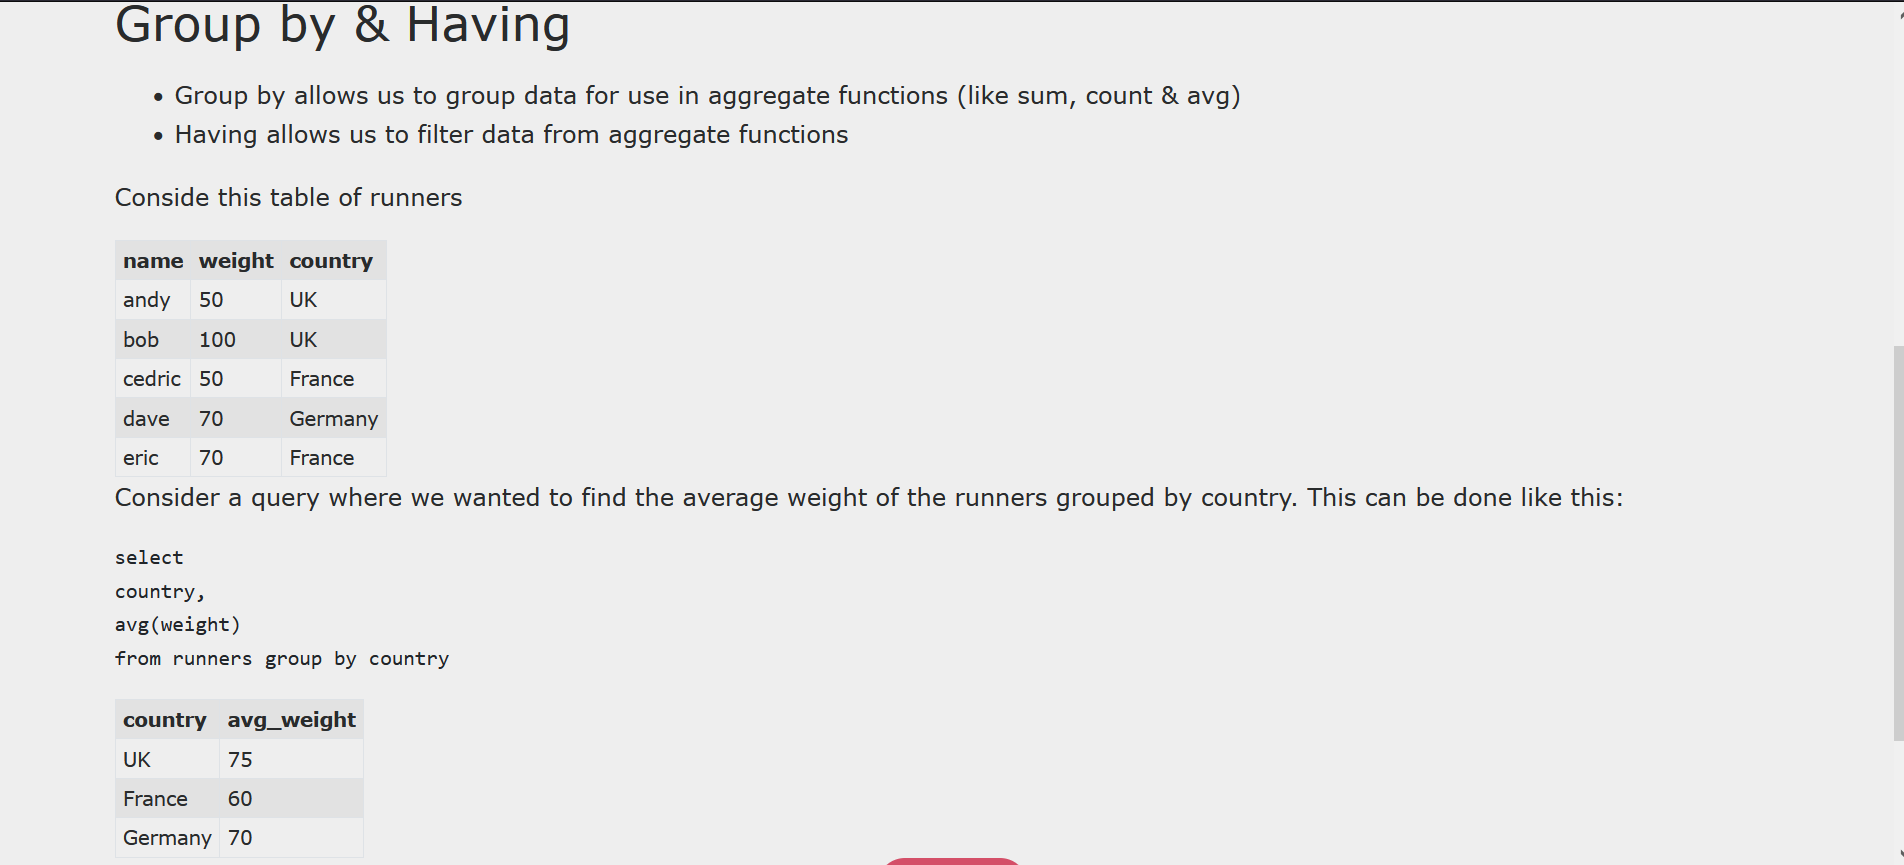 Group by & Having
• Group by allows us to group data for use in aggregate functions (like sum, count & avg)
• Having allows us to filter data from aggregate functions
Conside this table of runners
name weight country
andy 50 UK
bob 100 UK
cedric 50 France
dave 70 Germany
eric 70 France
Consider a query where we wanted to find the average weight of the runners grouped by country. This can be done like this:
select
country,
avg(weight)
from runners group by country
country avg_weight
UK 75
France 60
Germany 70